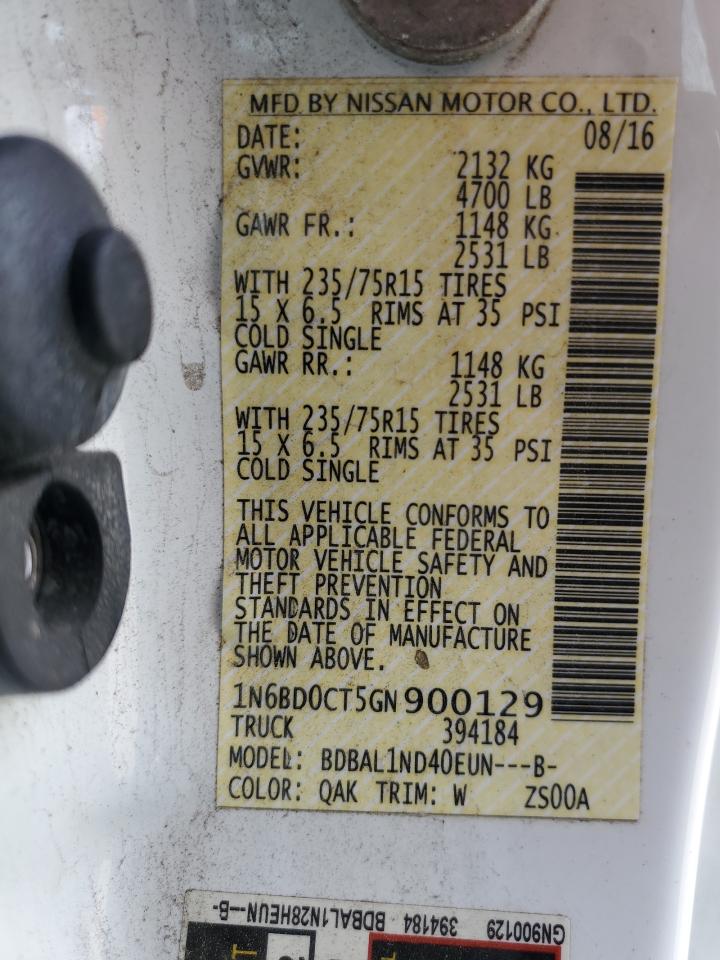 MFD. BY NISSAN MOTOR CO., LTD.
DATE: 08/16
GVWR: 2132 KG
4700 LB
GAWR FR.: 1148 KG
2531 LB
WITH 235/75R15 TIRES
15 X 6.5 RIMS AT 35 PSI
COLD SINGLE
GAWR RR.: 1148 KG
2531 LB
WITH 235/75R15 TIRES
15 X 6.5 RIMS AT 35 PSI
COLD SINGLE
THIS VEHICLE CONFORMS TO
ALL APPLICABLE FEDERAL
MOTOR VEHICLE SAFETY AND
THEFT PREVENTION
STANDARDS IN EFFECT ON
THE DATE OF MANUFACTURE
SHOWN ABOVE.
1N6BD0CT5GN900129
TRUCK 394184
MODEL: BDBAL1ND40EUN---B-
COLOR: QAK TRIM: W ZS00A
GN900129 394184 BDBAL1N28HEUN--B-